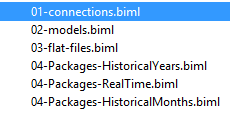 01-connections.biml
02-models.biml
03-flat-files.biml
04-Packages-HistoricalYears.biml
04-Packages-RealTime.biml
04-Packages-HistoricalMonths.biml